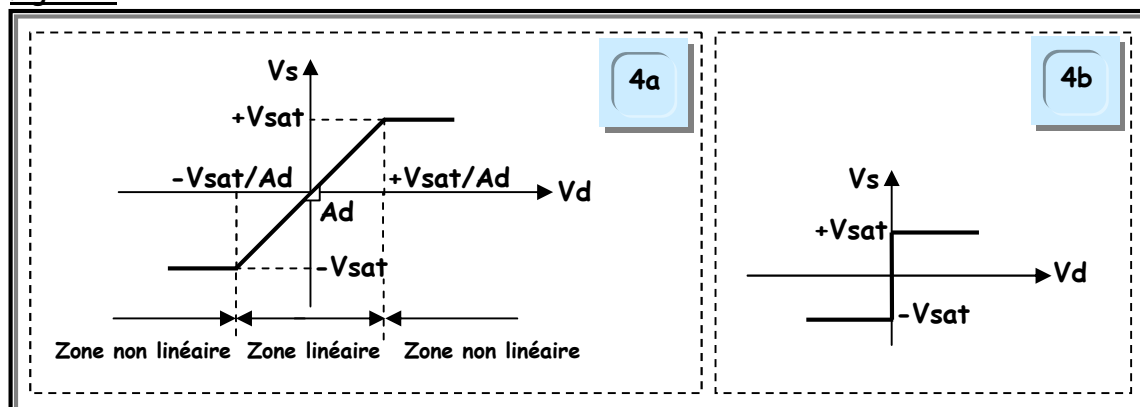 4a
Vs
+Vsat
-Vsat/Ad
+Vsat/Ad
Vd
Ad
-Vsat
Zone non linéaire
Zone linéaire
Zone non linéaire
4b
Vs
+Vsat
Vd
-Vsat